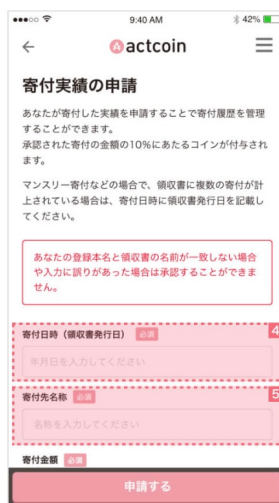 9:40 AM
42%
actcoin
寄付実績の申請
あなたが寄付した実績を申請することで寄付履歴を管理
することができます。
承認された寄付の金額の10%にあたるコインが付与され
ます。
マンスリー寄付などの場合で、領収書に複数の寄付が計
上されている場合は、寄付日時に領収書発行日を記載し
てください。
あなたの登録本名と領収書の名前が一致しない場合
や入力に誤りがあった場合は承認することができま
せん。
寄付日時（領収書発行日） 必須 4
年月日を入力してください
寄付先名称 必須 5
名称を入力してください
寄付金額 必須
申請する